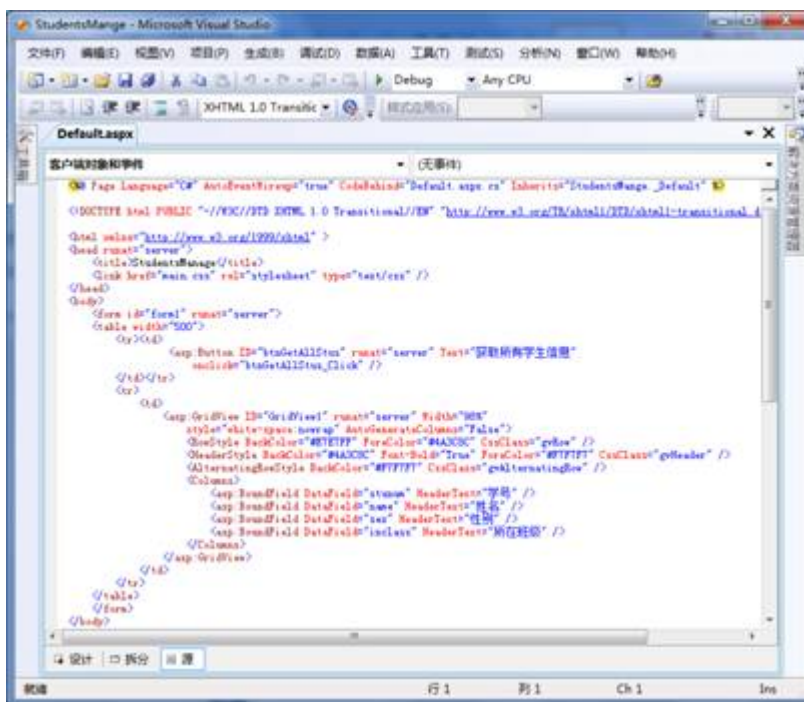 StudentsMange - Microsoft Visual Studio
文件(F) 编辑(E) 视图(V) 项目(P) 生成(B) 调试(D) 数据(A) 工具(T) 测试(S) 分析(N) 窗口(W) 帮助(H)
Debug Any CPU
XHTML 1.0 Transitic
Default.aspx
客户端对象和事件 (无事件)
<%@ Page Language="C#" AutoEventWireup="true" CodeBehind="Default.aspx.cs" Inherits="StudentsMange._Default" %>
<!DOCTYPE html PUBLIC "-//W3C//DTD XHTML 1.0 Transitional//EN" "http://www.w3.org/TR/xhtml1/DTD/xhtml1-transitional.d
<html xmlns="http://www.w3.org/1999/xhtml" >
<head runat="server">
<title>StudentsManage</title>
<link href="main.css" rel="stylesheet" type="text/css" />
</head>
<body>
<form id="form1" runat="server">
<table width="500">
<tr><td>
<asp:Button ID="btnGetAllStus" runat="server" Text="获取所有学生信息"
onclick="btnGetAllStus_Click" />
</td></tr>
<tr>
<td>
<asp:GridView ID="GridView1" runat="server" Width="98%"
style="white-space:nowrap" AutoGenerateColumns="False">
<RowStyle BackColor="#E7E7FF" ForeColor="#4A3C8C" CssClass="gvRow" />
<HeaderStyle BackColor="#4A3C8C" Font-Bold="True" ForeColor="#F7F7F7" CssClass="gvHeader" />
<AlternatingRowStyle BackColor="#F7F7F7" CssClass="gvAlternatingRow" />
<Columns>
<asp:BoundField DataField="stunum" HeaderText="学号" />
<asp:BoundField DataField="name" HeaderText="姓名" />
<asp:BoundField DataField="sex" HeaderText="性别" />
<asp:BoundField DataField="inclass" HeaderText="所在班级" />
</Columns>
</asp:GridView>
</td>
</tr>
</table>
</form>
</body>
设计 拆分 源
就绪 行 1 列 1 Ch 1 Ins